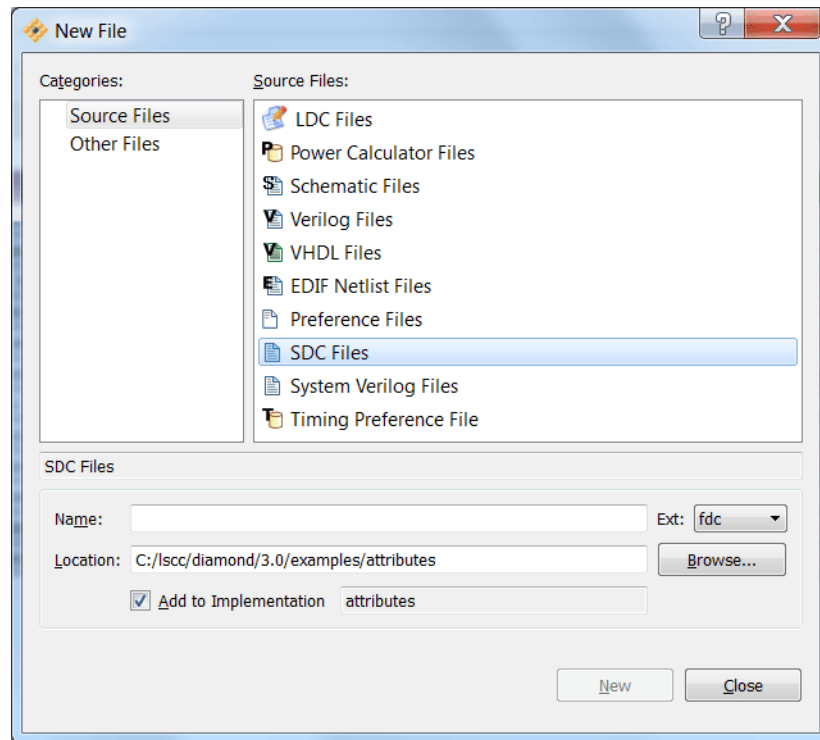 New File
Categories:
Source Files:
Source Files
Other Files
LDC Files
Power Calculator Files
Schematic Files
Verilog Files
VHDL Files
EDIF Netlist Files
Preference Files
SDC Files
System Verilog Files
Timing Preference File
SDC Files
Name:
Ext: fdc
Location: C:/lscc/diamond/3.0/examples/attributes
Browse...
Add to Implementation attributes
New
Close